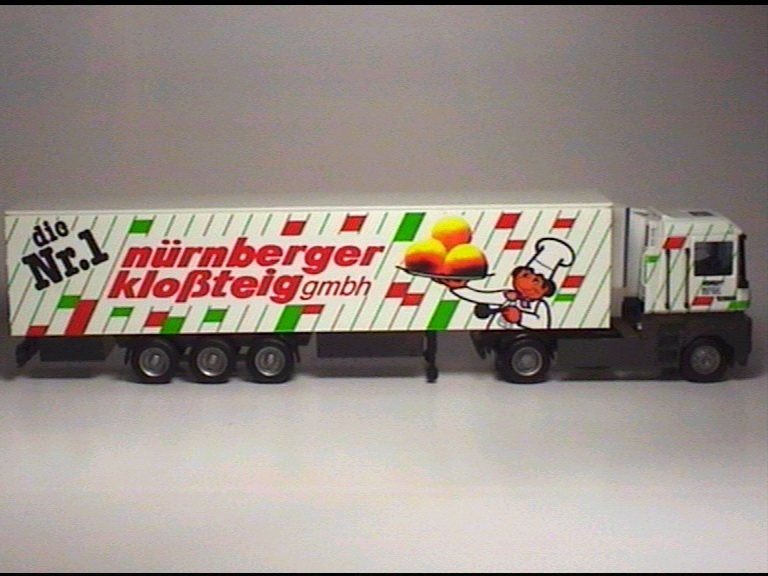 die
Nr.1
nürnberger
kloßteig gmbh